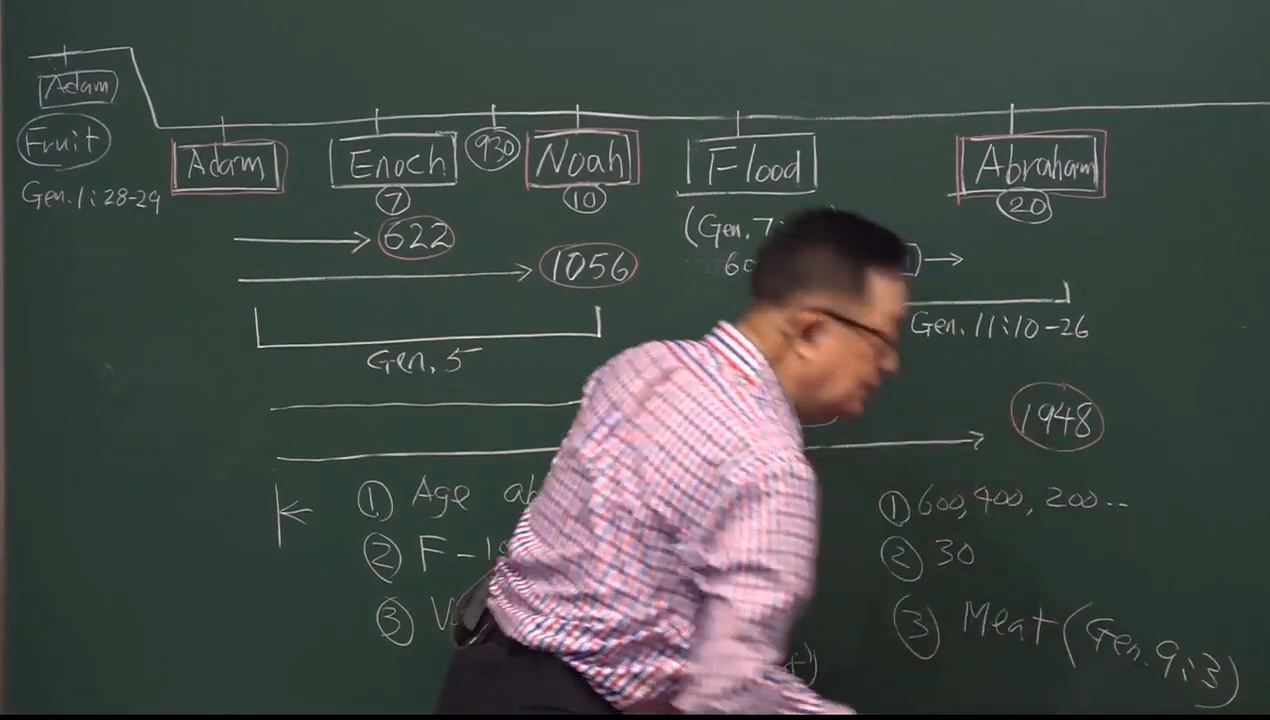 Adam
Fruit
Gen. 1:28-29
Adam
Enoch
7
930
Noah
10
Flood
Abraham
20
622
(Gen. 7:
1056
Gen. 11:10-26
Gen. 5
1948
① Age
② F-
③
① 600, 400, 200...
② 30
③ Meat (Gen. 9:3)